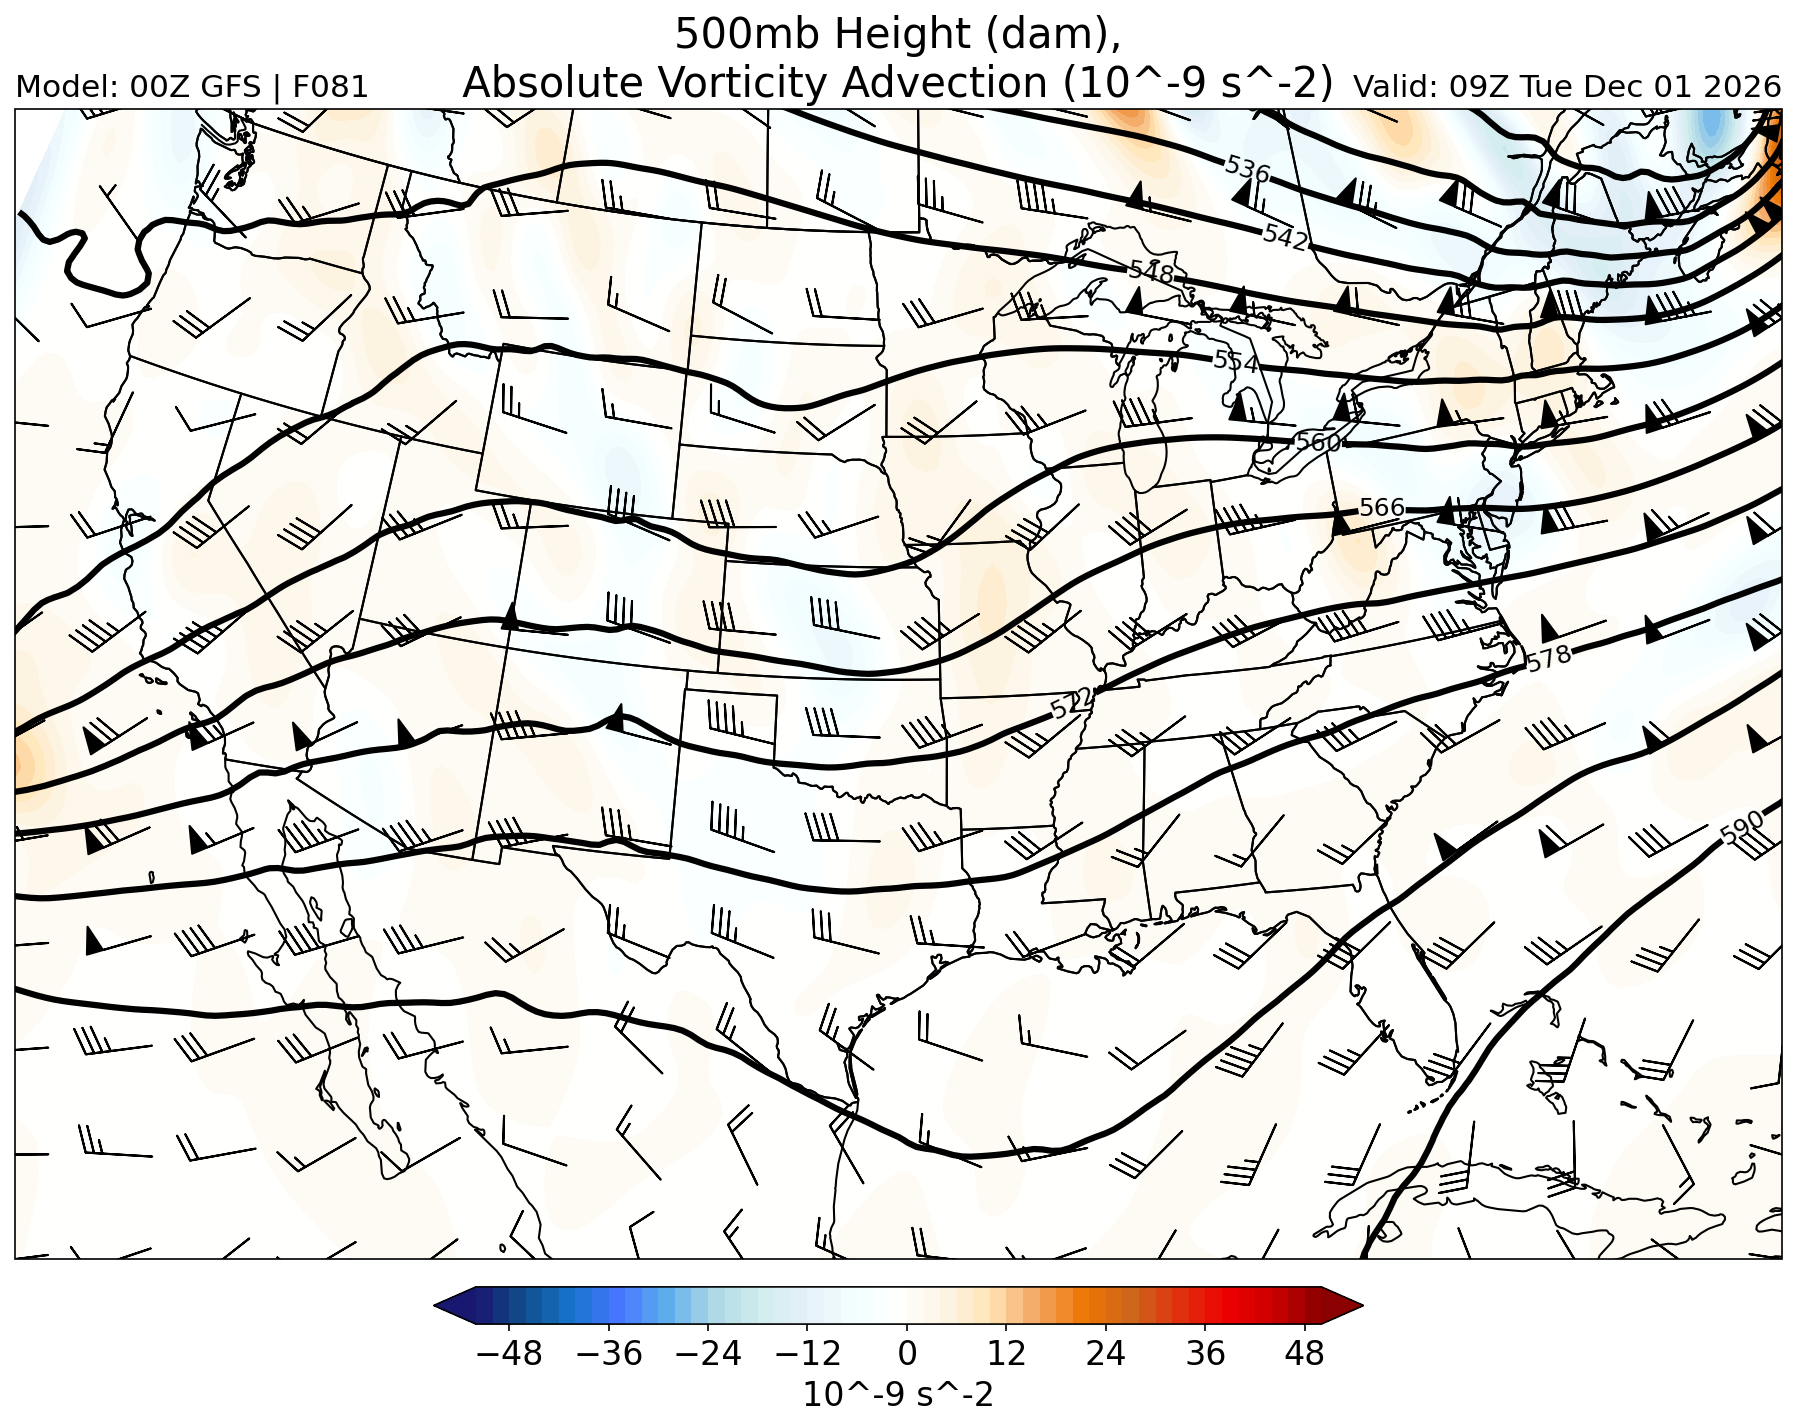 500mb Height (dam),
Model: 00Z GFS | F081
Absolute Vorticity Advection (10^-9 s^-2)
Valid: 09Z Tue Dec 01 2026
536
542
548
554
560
566
572
578
590
−48 −36 −24 −12 0 12 24 36 48
10^-9 s^-2